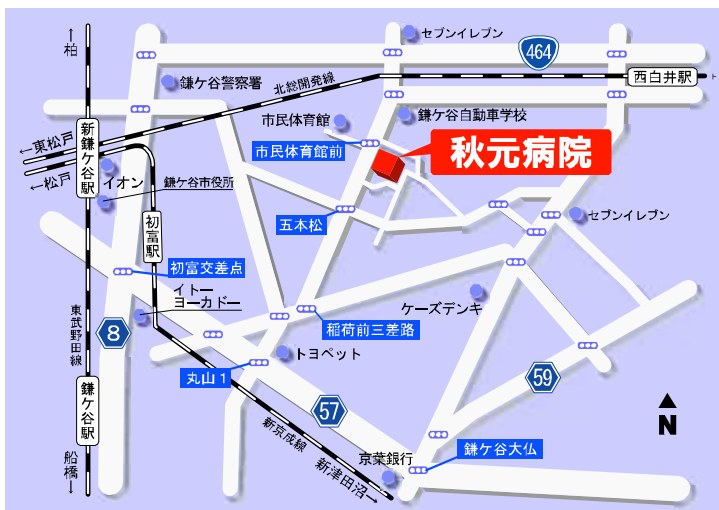 セブンイレブン
464
西白井駅
↑柏
鎌ケ谷警察署
北総開発線
鎌ケ谷自動車学校
市民体育館
市民体育館前
秋元病院
新鎌ケ谷駅
←東松戸
←松戸
イオン
鎌ケ谷市役所
初富駅
五本松
セブンイレブン
初富交差点
イトー
ヨーカドー
ケーズデンキ
東武野田線
8
稲荷前三差路
トヨペット
丸山1
59
57
鎌ケ谷駅
新京成線
N
鎌ケ谷大仏
京葉銀行
新津田沼→
船橋↓